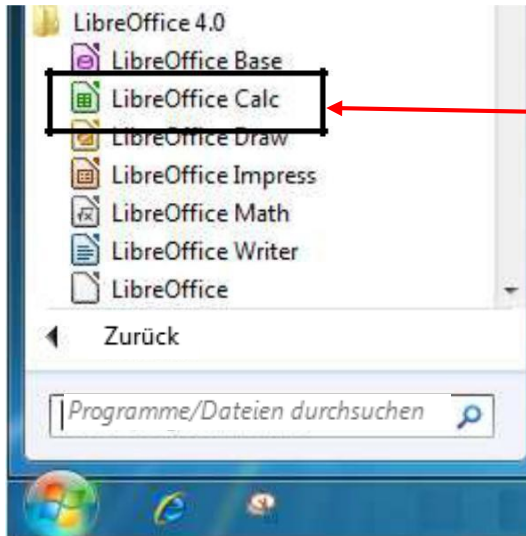 LibreOffice 4.0
LibreOffice Base
LibreOffice Calc
LibreOffice Draw
LibreOffice Impress
LibreOffice Math
LibreOffice Writer
LibreOffice
Zurück
Programme/Dateien durchsuchen